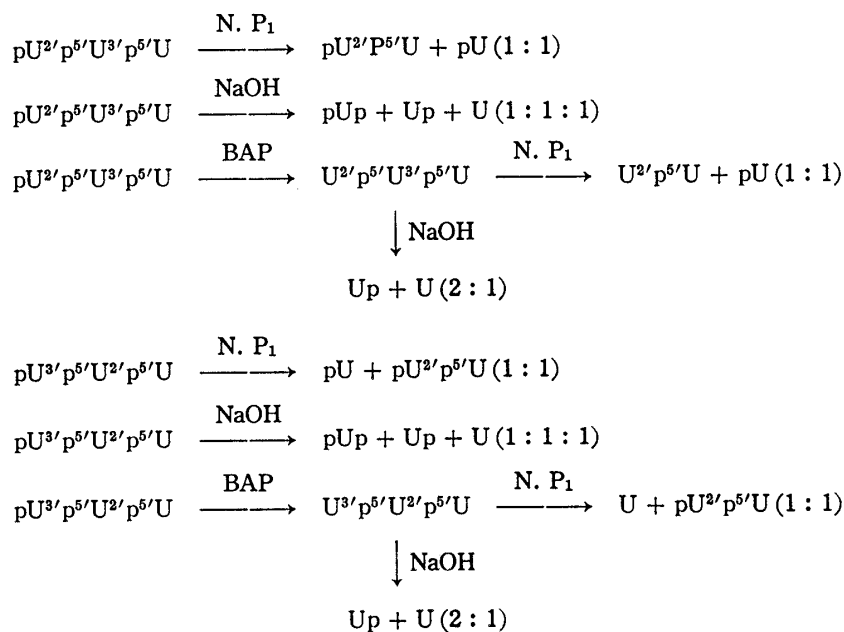 N. P₁
pU²′p⁵′U³′p⁵′U ⟶ pU²′P⁵′U + pU (1 : 1)
NaOH
pU²′p⁵′U³′p⁵′U ⟶ pUp + Up + U (1 : 1 : 1)
BAP N. P₁
pU²′p⁵′U³′p⁵′U ⟶ U²′p⁵′U³′p⁵′U ⟶ U²′p⁵′U + pU (1 : 1)
↓ NaOH
Up + U (2 : 1)
N. P₁
pU³′p⁵′U²′p⁵′U ⟶ pU + pU²′p⁵′U (1 : 1)
NaOH
pU³′p⁵′U²′p⁵′U ⟶ pUp + Up + U (1 : 1 : 1)
BAP N. P₁
pU³′p⁵′U²′p⁵′U ⟶ U³′p⁵′U²′p⁵′U ⟶ U + pU²′p⁵′U (1 : 1)
↓ NaOH
Up + U (2 : 1)